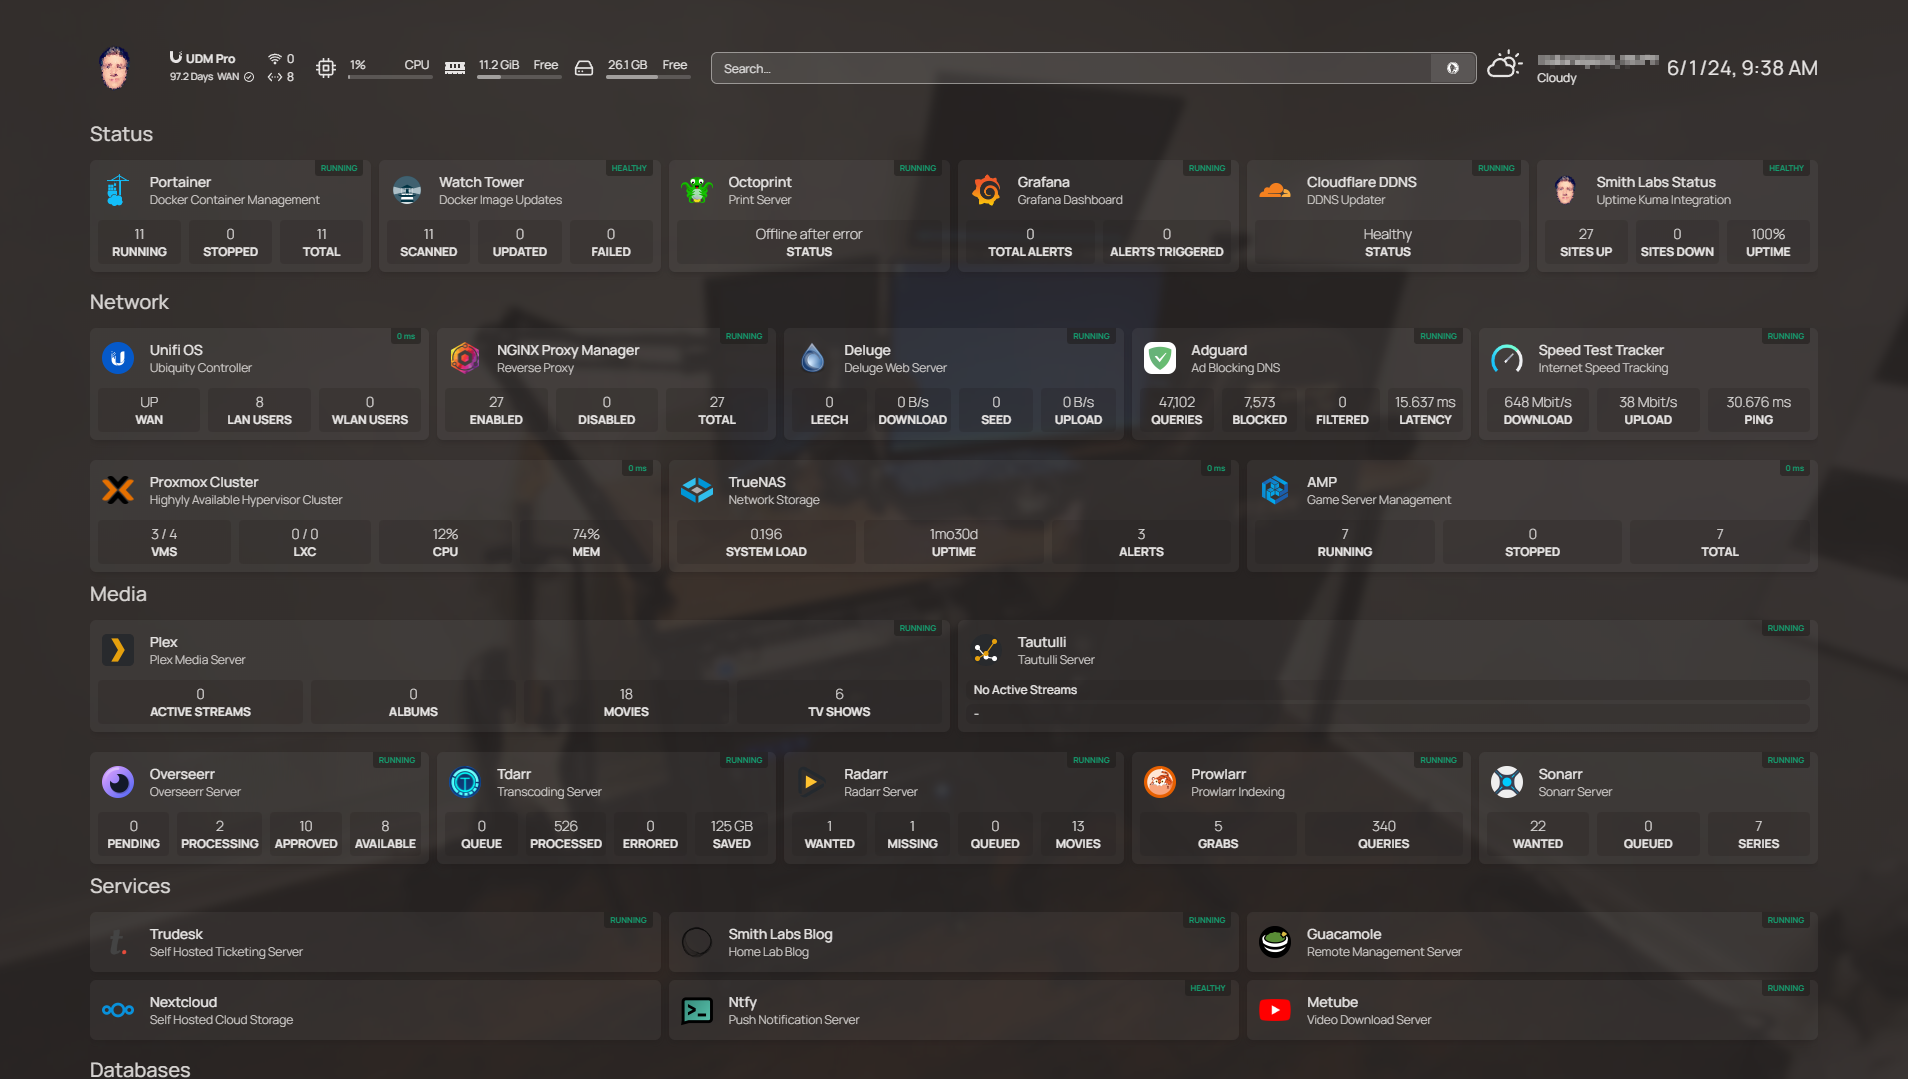 UDM Pro
97.2 Days WAN
0
8
1% CPU
11.2 GiB Free
26.1 GB Free
Search...
Cloudy
6/1/24, 9:38 AM
Status
RUNNING
Portainer
Docker Container Management
11 RUNNING
0 STOPPED
11 TOTAL
HEALTHY
Watch Tower
Docker Image Updates
11 SCANNED
0 UPDATED
0 FAILED
RUNNING
Octoprint
Print Server
Offline after error
STATUS
RUNNING
Grafana
Grafana Dashboard
0 TOTAL ALERTS
0 ALERTS TRIGGERED
RUNNING
Cloudflare DDNS
DDNS Updater
Healthy
STATUS
HEALTHY
Smith Labs Status
Uptime Kuma Integration
27 SITES UP
0 SITES DOWN
100% UPTIME
Network
0 ms
Unifi OS
Ubiquity Controller
UP WAN
8 LAN USERS
0 WLAN USERS
RUNNING
NGINX Proxy Manager
Reverse Proxy
27 ENABLED
0 DISABLED
27 TOTAL
RUNNING
Deluge
Deluge Web Server
0 LEECH
0 B/s DOWNLOAD
0 SEED
0 B/s UPLOAD
RUNNING
Adguard
Ad Blocking DNS
47,102 QUERIES
7,573 BLOCKED
0 FILTERED
15.637 ms LATENCY
RUNNING
Speed Test Tracker
Internet Speed Tracking
648 Mbit/s DOWNLOAD
38 Mbit/s UPLOAD
30.676 ms PING
0 ms
Proxmox Cluster
Highyly Available Hypervisor Cluster
3 / 4 VMS
0 / 0 LXC
12% CPU
74% MEM
0 ms
TrueNAS
Network Storage
0.196 SYSTEM LOAD
1mo30d UPTIME
3 ALERTS
0 ms
AMP
Game Server Management
7 RUNNING
0 STOPPED
7 TOTAL
Media
RUNNING
Plex
Plex Media Server
0 ACTIVE STREAMS
0 ALBUMS
18 MOVIES
6 TV SHOWS
RUNNING
Tautulli
Tautulli Server
No Active Streams
-
RUNNING
Overseerr
Overseerr Server
0 PENDING
2 PROCESSING
10 APPROVED
8 AVAILABLE
RUNNING
Tdarr
Transcoding Server
0 QUEUE
526 PROCESSED
0 ERRORED
125 GB SAVED
RUNNING
Radarr
Radarr Server
1 WANTED
1 MISSING
0 QUEUED
13 MOVIES
RUNNING
Prowlarr
Prowlarr Indexing
5 GRABS
340 QUERIES
RUNNING
Sonarr
Sonarr Server
22 WANTED
0 QUEUED
7 SERIES
Services
RUNNING
Trudesk
Self Hosted Ticketing Server
RUNNING
Smith Labs Blog
Home Lab Blog
RUNNING
Guacamole
Remote Management Server
Nextcloud
Self Hosted Cloud Storage
HEALTHY
Ntfy
Push Notification Server
RUNNING
Metube
Video Download Server
Databases